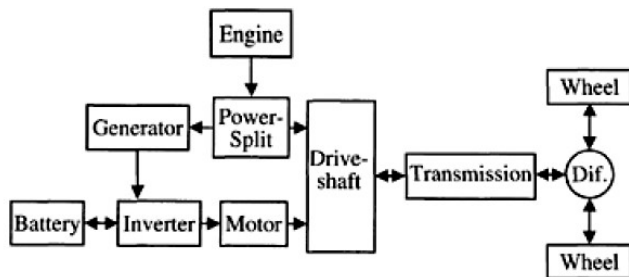 Engine
Wheel
Generator
Power-
Split
Drive-
shaft
Transmission
Dif.
Battery
Inverter
Motor
Wheel